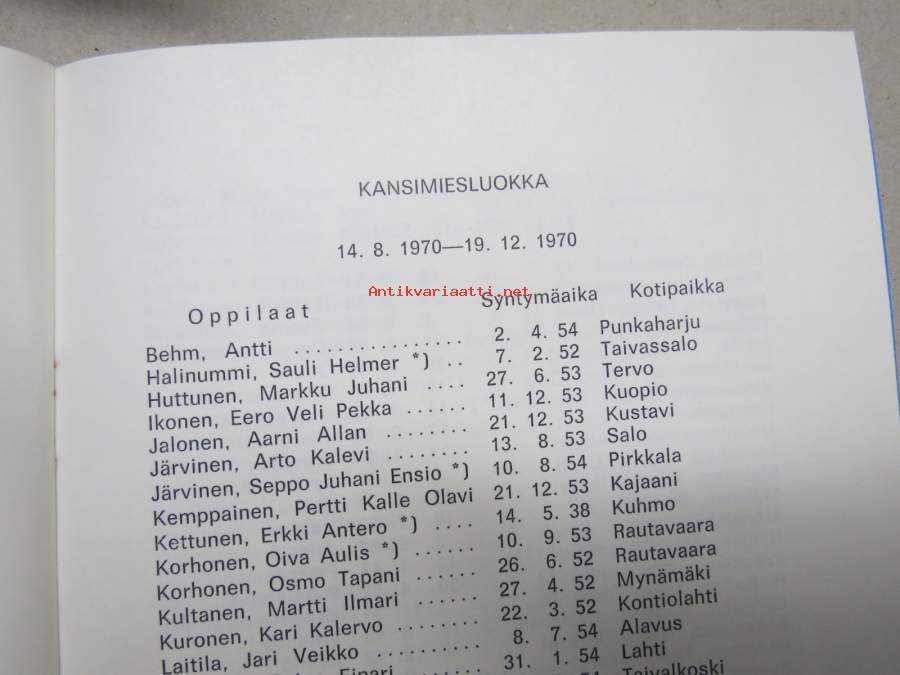 KANSIMIESLUOKKA
14. 8. 1970—19. 12. 1970
Antikvariaatti.net
Oppilaat Syntymäaika Kotipaikka
Behm, Antti ................ 2. 4. 54 Punkaharju
Halinummi, Sauli Helmer *) .. 7. 2. 52 Taivassalo
Huttunen, Markku Juhani .... 27. 6. 53 Tervo
Ikonen, Eero Veli Pekka ...... 11. 12. 53 Kuopio
Jalonen, Aarni Allan ........ 21. 12. 53 Kustavi
Järvinen, Arto Kalevi ........ 13. 8. 53 Salo
Järvinen, Seppo Juhani Ensio *) 10. 8. 54 Pirkkala
Kemppainen, Pertti Kalle Olavi 21. 12. 53 Kajaani
Kettunen, Erkki Antero *) .... 14. 5. 38 Kuhmo
Korhonen, Oiva Aulis *) ...... 10. 9. 53 Rautavaara
Korhonen, Osmo Tapani ...... 26. 6. 52 Rautavaara
Kultanen, Martti Ilmari ...... 27. 4. 52 Mynämäki
Kuronen, Kari Kalervo ........ 22. 3. 52 Kontiolahti
Laitila, Jari Veikko .......... 8. 7. 54 Alavus
Einari ........ 31. 1. 54 Lahti
54 Taivalkoski